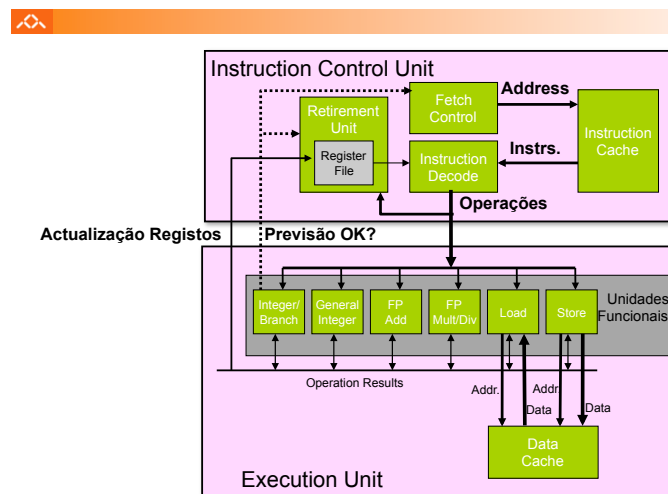 Instruction Control Unit
Address
Fetch
Control
Retirement
Unit
Instruction
Cache
Register
File
Instruction
Decode
Instrs.
Operações
Actualização Registos
Previsão OK?
Integer/
Branch
General
Integer
FP
Add
FP
Mult/Div
Load
Store
Unidades
Funcionais
Operation Results
Addr.
Addr.
Data
Data
Data
Cache
Execution Unit